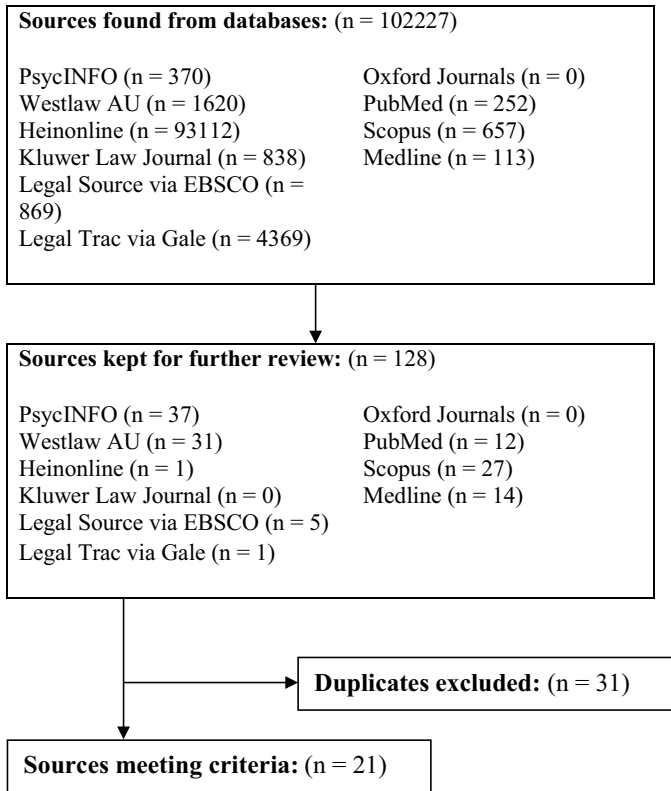 Sources found from databases: (n = 102227)
PsycINFO (n = 370)
Westlaw AU (n = 1620)
Heinonline (n = 93112)
Kluwer Law Journal (n = 838)
Legal Source via EBSCO (n =
869)
Legal Trac via Gale (n = 4369)
Oxford Journals (n = 0)
PubMed (n = 252)
Scopus (n = 657)
Medline (n = 113)
Sources kept for further review: (n = 128)
PsycINFO (n = 37)
Westlaw AU (n = 31)
Heinonline (n = 1)
Kluwer Law Journal (n = 0)
Legal Source via EBSCO (n = 5)
Legal Trac via Gale (n = 1)
Oxford Journals (n = 0)
PubMed (n = 12)
Scopus (n = 27)
Medline (n = 14)
Duplicates excluded: (n = 31)
Sources meeting criteria: (n = 21)